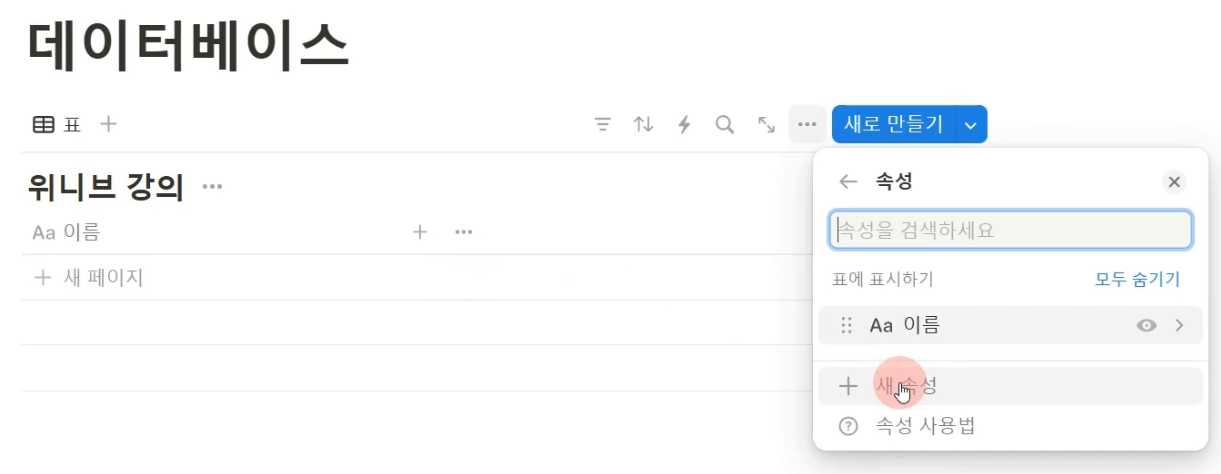 데이터베이스
표
새로 만들기
위니브 강의
Aa 이름
새 페이지
속성
속성을 검색하세요
표에 표시하기 모두 숨기기
Aa 이름
새 속성
속성 사용법